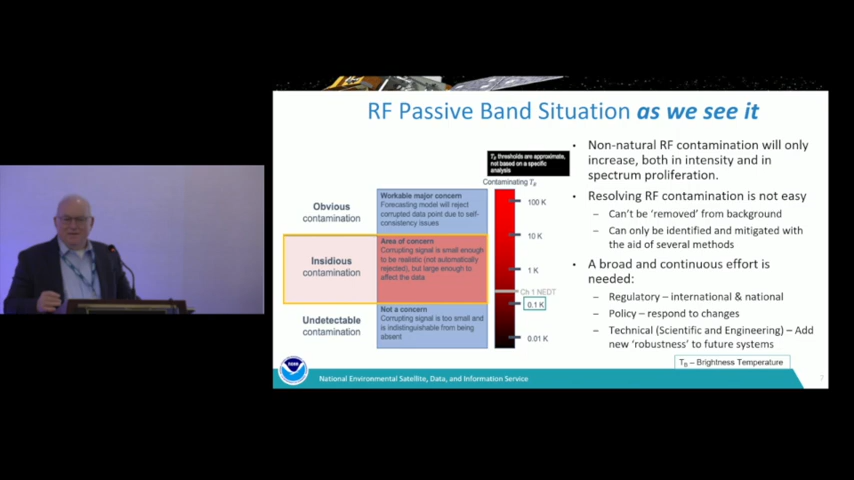 RF Passive Band Situation as we see it
Tᴮ thresholds are approximate,
not based on a specific
analysis
Contaminating Tᴮ
Obvious
contamination
Workable major concern
Forecasting model will reject
corrupted data point due to self-
consistency issues
Insidious
contamination
Area of concern
Corrupting signal is small enough
to be realistic (not automatically
rejected), but large enough to
affect the data
Undetectable
contamination
Not a concern
Corrupting signal is too small and
is indistinguishable from being
absent
100 K
10 K
1 K
Ch 1 NEDT
0.1 K
0.01 K
• Non-natural RF contamination will only
increase, both in intensity and in
spectrum proliferation.
• Resolving RF contamination is not easy
– Can't be 'removed' from background
– Can only be identified and mitigated with
the aid of several methods
• A broad and continuous effort is
needed:
– Regulatory – international & national
– Policy – respond to changes
– Technical (Scientific and Engineering) – Add
new 'robustness' to future systems
Tᴮ – Brightness Temperature
National Environmental Satellite, Data, and Information Service
7